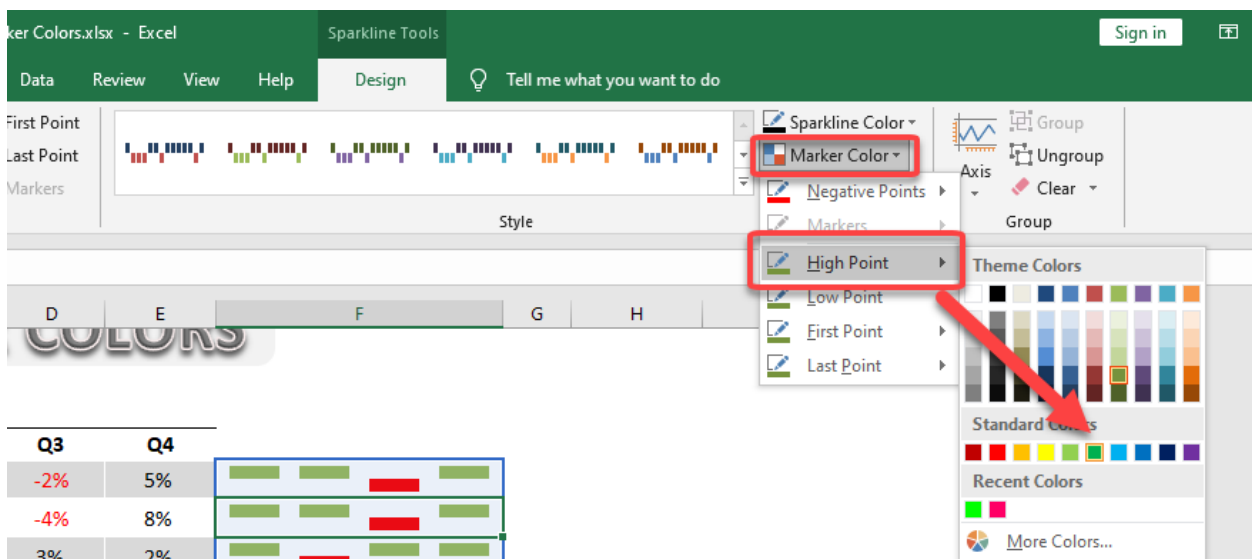 ker Colors.xlsx - Excel
Sparkline Tools
Sign in
Data Review View Help Design Tell me what you want to do
First Point
Last Point
Markers
Sparkline Color
Marker Color
Axis
Group
Ungroup
Clear
Style
Group
Negative Points
Markers
High Point
Low Point
First Point
Last Point
Theme Colors
Standard Colors
Recent Colors
More Colors...
D E F G H
COLORS
Q3 Q4
-2% 5%
-4% 8%
3% 2%